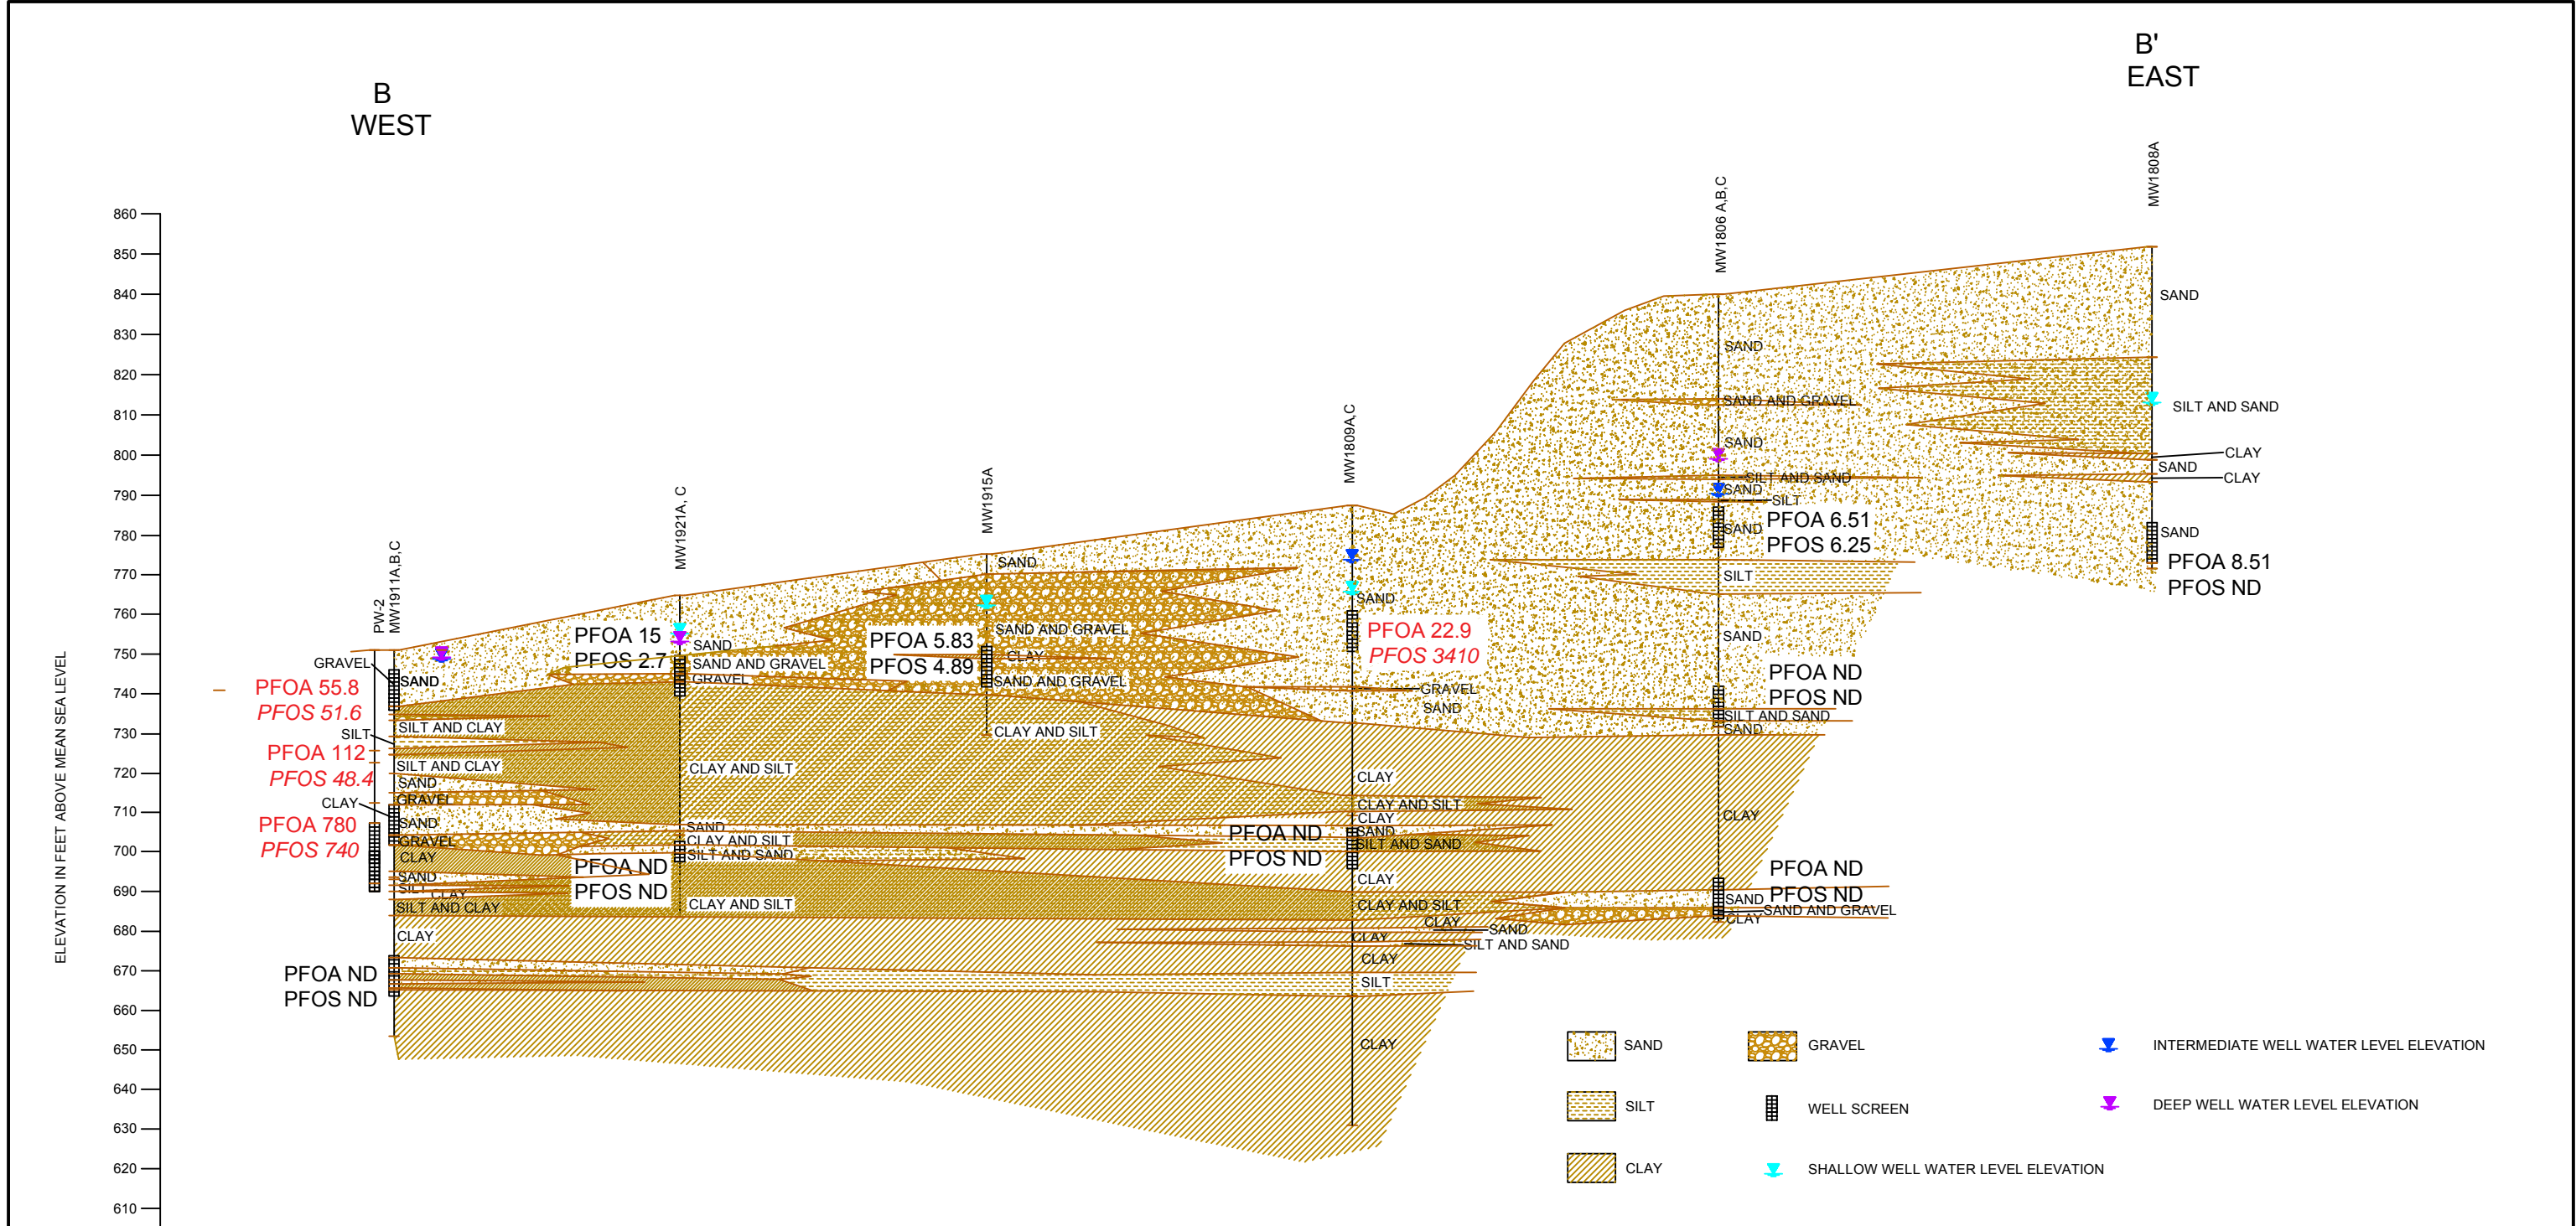 B
WEST
B'
EAST
ELEVATION IN FEET ABOVE MEAN SEA LEVEL
860
850
840
830
820
810
800
790
780
770
760
750
740
730
720
710
700
690
680
670
660
650
640
630
620
610
PW-2
MW1911A,B,C
GRAVEL
SAND
PFOA 55.8
PFOS 51.6
SILT AND CLAY
SILT
PFOA 112
PFOS 48.4
SILT AND CLAY
SAND
GRAVEL
CLAY
SAND
PFOA 780
PFOS 740
GRAVEL
CLAY
SAND
SILT
CLAY
SILT AND CLAY
CLAY
PFOA ND
PFOS ND
MW1921A, C
PFOA 15
PFOS 2.7
SAND
SAND AND GRAVEL
GRAVEL
CLAY AND SILT
SAND
CLAY AND SILT
SILT AND SAND
PFOA ND
PFOS ND
CLAY AND SILT
MW1915A
SAND
SAND AND GRAVEL
PFOA 5.83
PFOS 4.89
CLAY
SAND AND GRAVEL
CLAY AND SILT
MW1809A,C
SAND
PFOA 22.9
PFOS 3410
GRAVEL
SAND
CLAY
CLAY AND SILT
CLAY
SAND
SILT AND SAND
PFOA ND
PFOS ND
CLAY
CLAY AND SILT
CLAY
SAND
CLAY
SILT AND SAND
CLAY
SILT
CLAY
MW1806 A,B,C
SAND
SAND AND GRAVEL
SAND
SILT AND SAND
SAND
SILT
SAND
PFOA 6.51
PFOS 6.25
SILT
SAND
PFOA ND
PFOS ND
SILT AND SAND
SAND
CLAY
PFOA ND
PFOS ND
SAND
SAND AND GRAVEL
CLAY
MW1808A
SAND
SILT AND SAND
CLAY
SAND
CLAY
SAND
PFOA 8.51
PFOS ND
SAND
GRAVEL
INTERMEDIATE WELL WATER LEVEL ELEVATION
SILT
WELL SCREEN
DEEP WELL WATER LEVEL ELEVATION
CLAY
SHALLOW WELL WATER LEVEL ELEVATION